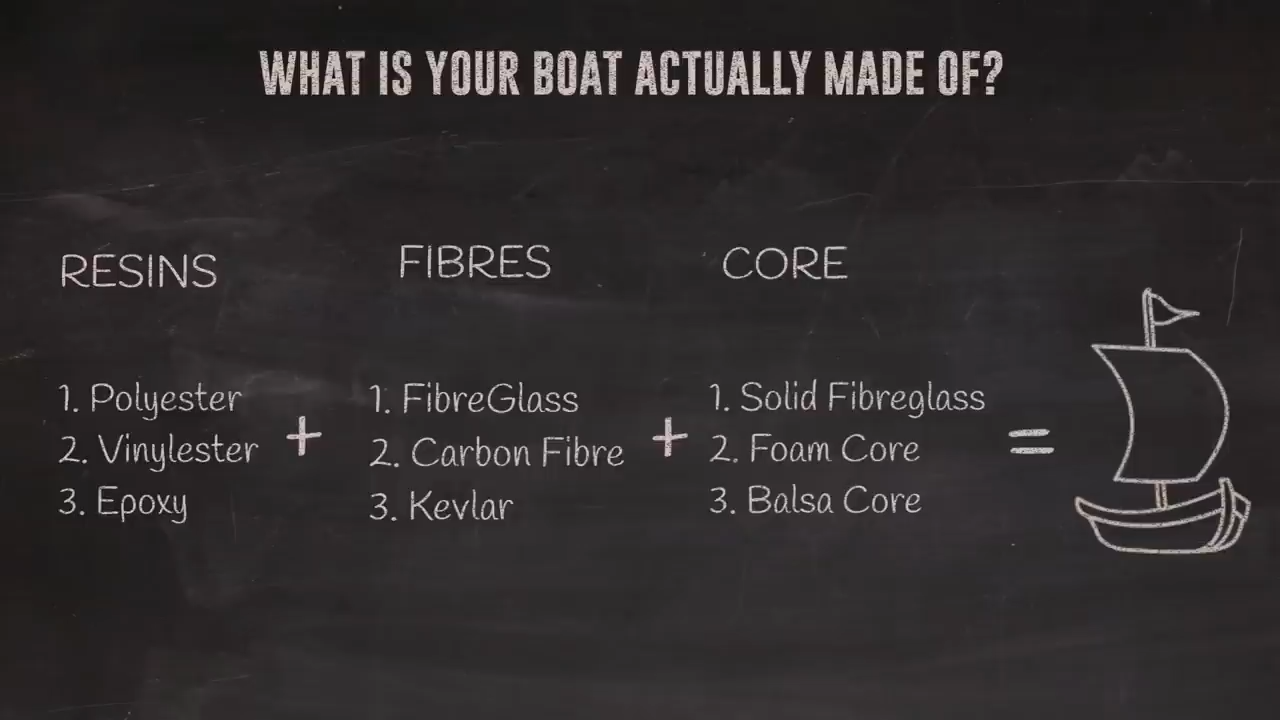 WHAT IS YOUR BOAT ACTUALLY MADE OF?
RESINS
1. Polyester
2. Vinylester
3. Epoxy
+
FIBRES
1. FibreGlass
2. Carbon Fibre
3. Kevlar
+
CORE
1. Solid Fibreglass
2. Foam Core
3. Balsa Core
=